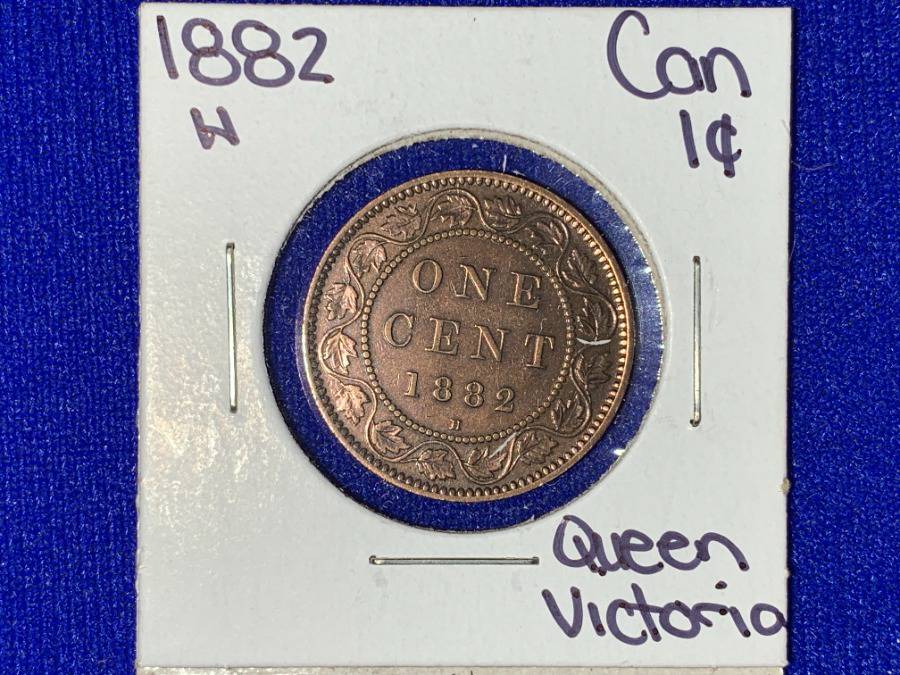 1882
H
Can
1¢
ONE
CENT
1882
H
Queen
Victoria